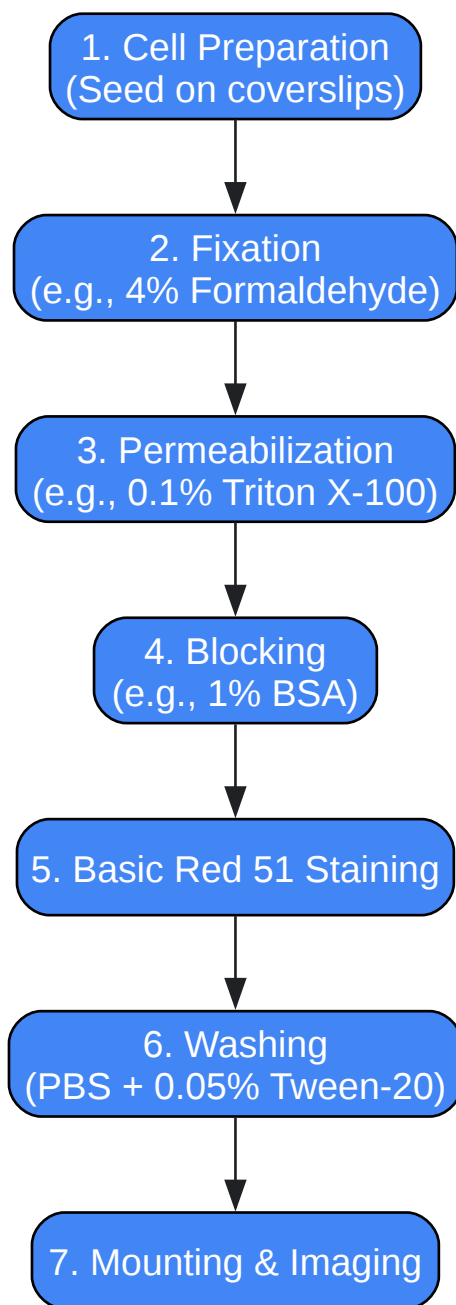 1. Cell Preparation
(Seed on coverslips)
2. Fixation
(e.g., 4% Formaldehyde)
3. Permeabilization
(e.g., 0.1% Triton X-100)
4. Blocking
(e.g., 1% BSA)
5. Basic Red 51 Staining
6. Washing
(PBS + 0.05% Tween-20)
7. Mounting & Imaging